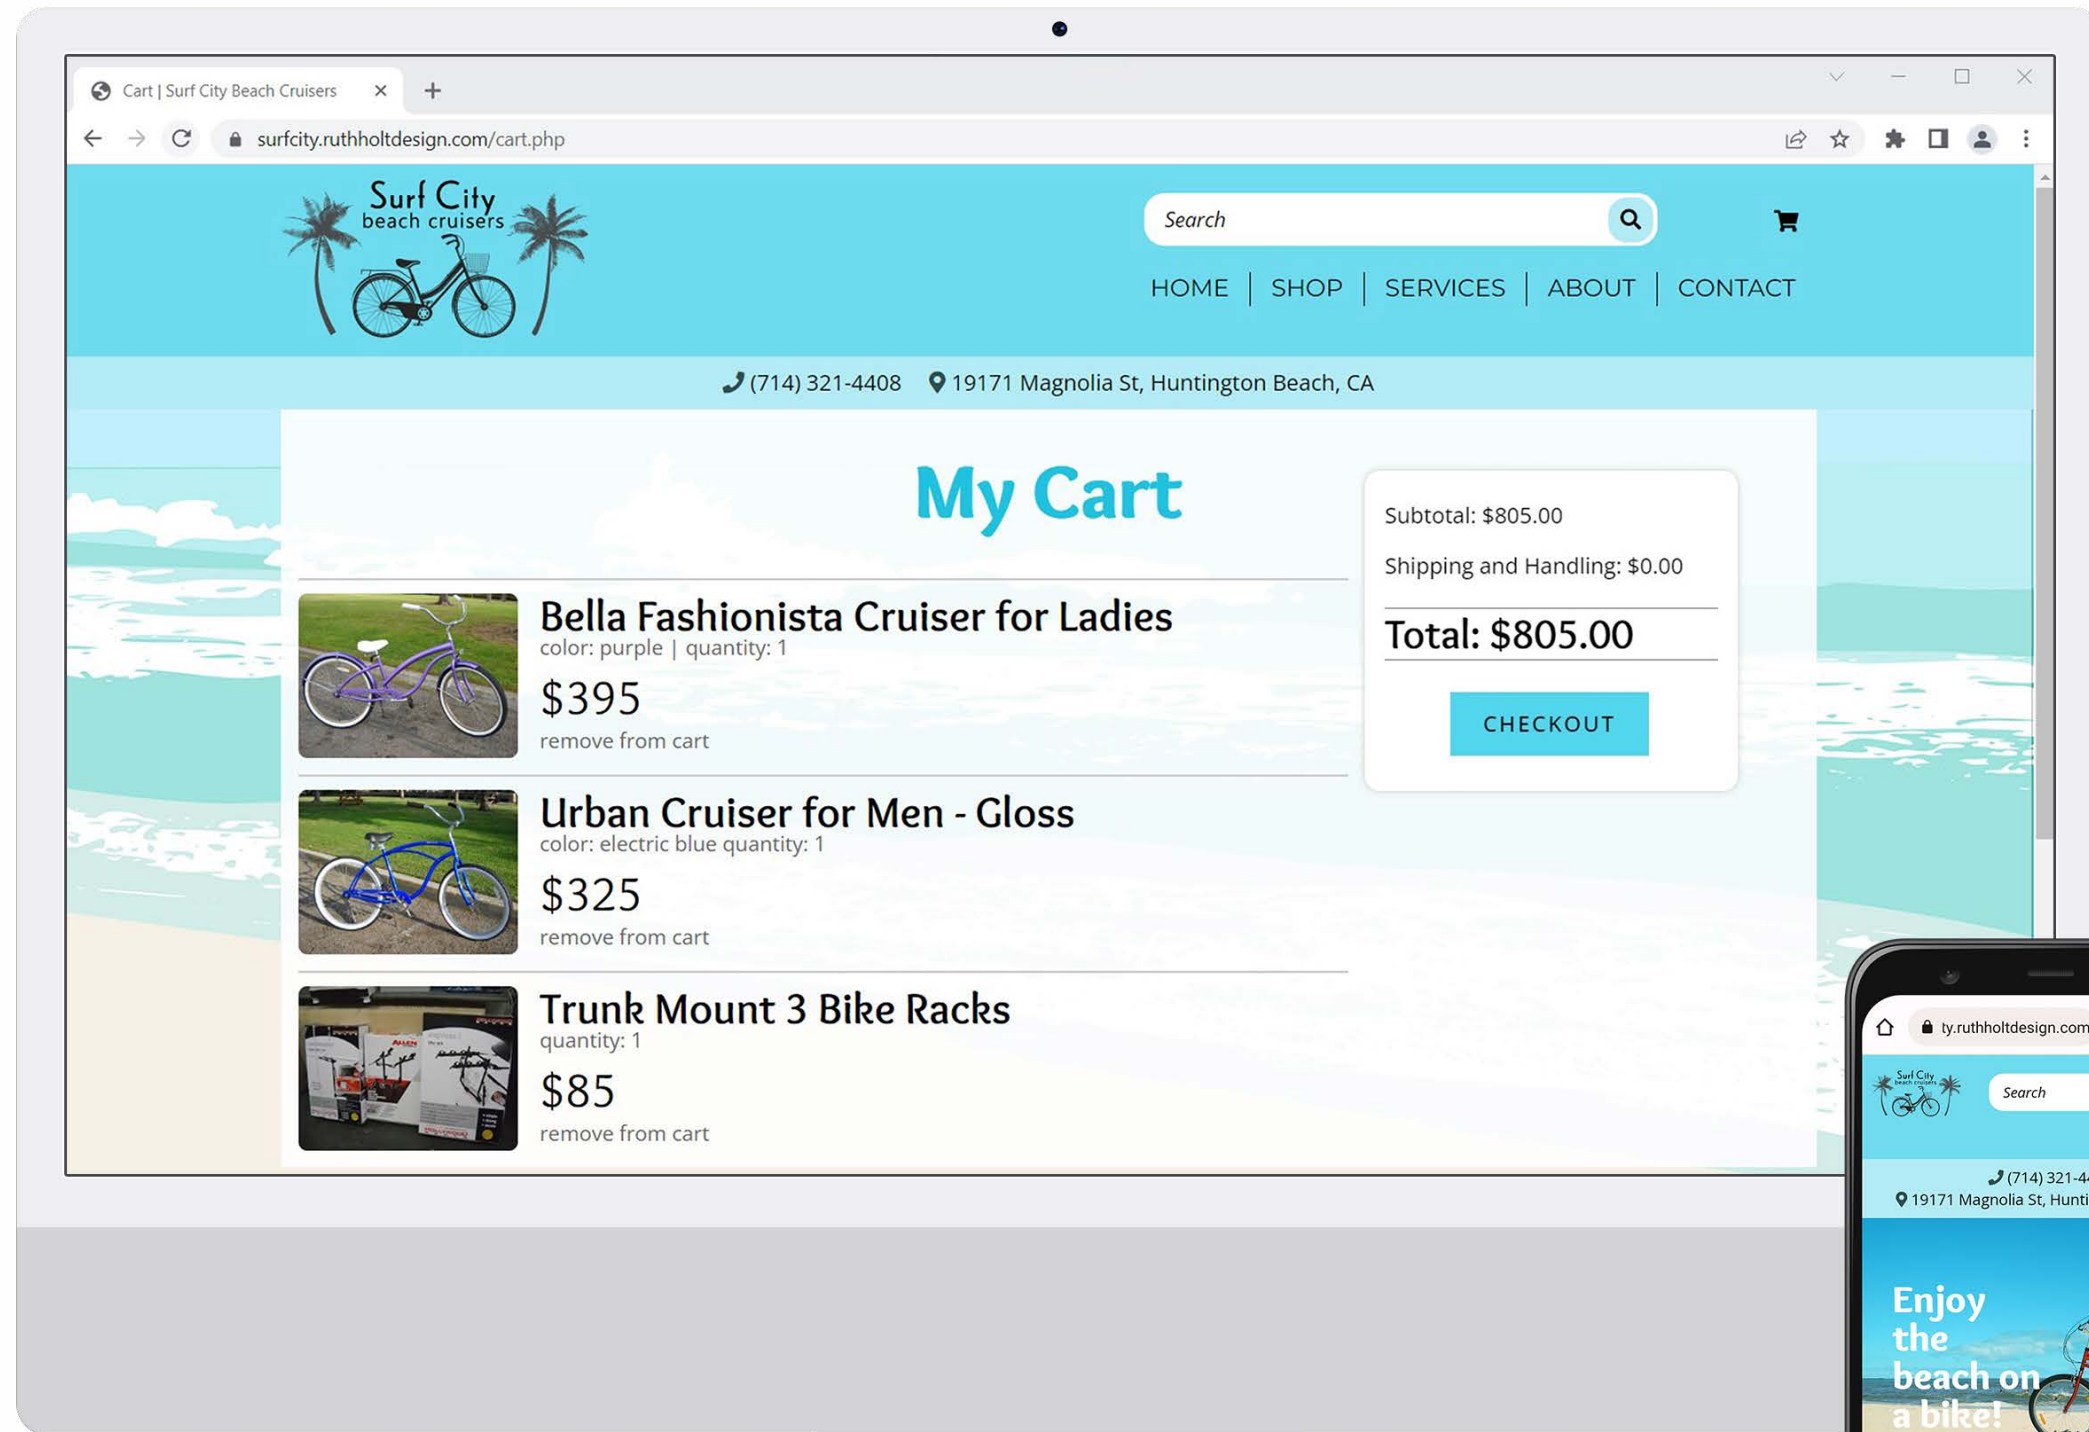 Cart | Surf City Beach Cruisers
surfcity.ruthholtdesign.com/cart.php
Surf City
beach cruisers
Search
HOME | SHOP | SERVICES | ABOUT | CONTACT
(714) 321-4408 19171 Magnolia St, Huntington Beach, CA
My Cart
Bella Fashionista Cruiser for Ladies
color: purple | quantity: 1
$395
remove from cart
Urban Cruiser for Men - Gloss
color: electric blue quantity: 1
$325
remove from cart
Trunk Mount 3 Bike Racks
quantity: 1
$85
remove from cart
Subtotal: $805.00
Shipping and Handling: $0.00
Total: $805.00
CHECKOUT
ty.ruthholtdesign.com
Surf City
beach cruisers
Search
(714) 321-4
19171 Magnolia St, Hunti
Enjoy
the
beach on
a bike!